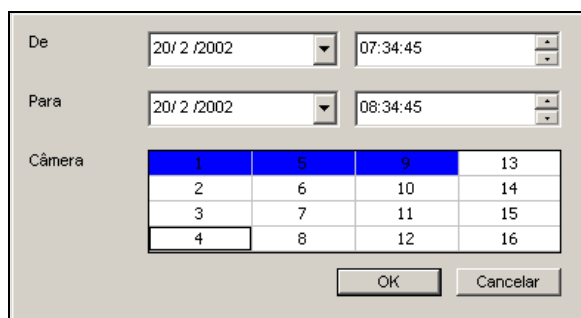 De 20/ 2 /2002 07:34:45
Para 20/ 2 /2002 08:34:45
Câmera 1 5 9 13
2 6 10 14
3 7 11 15
4 8 12 16
OK Cancelar